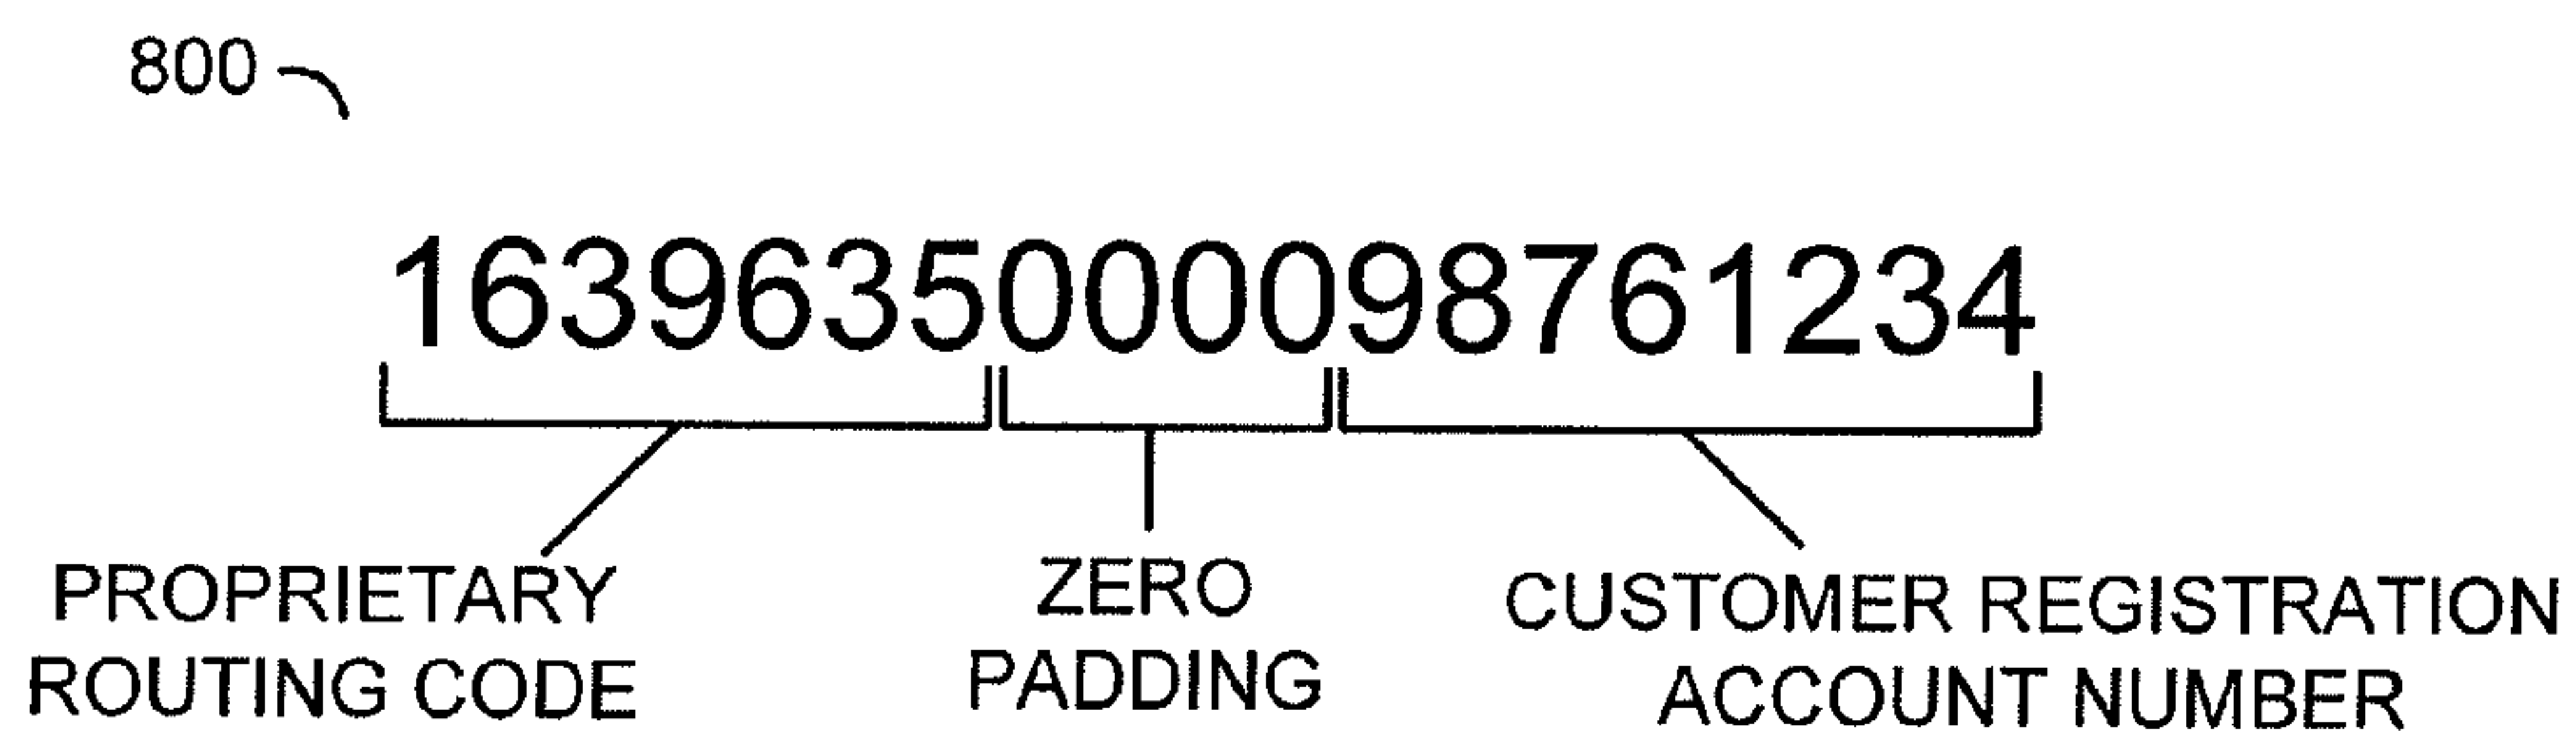 800
1639635000098761234
PROPRIETARY
ROUTING CODE
ZERO
PADDING
CUSTOMER REGISTRATION
ACCOUNT NUMBER